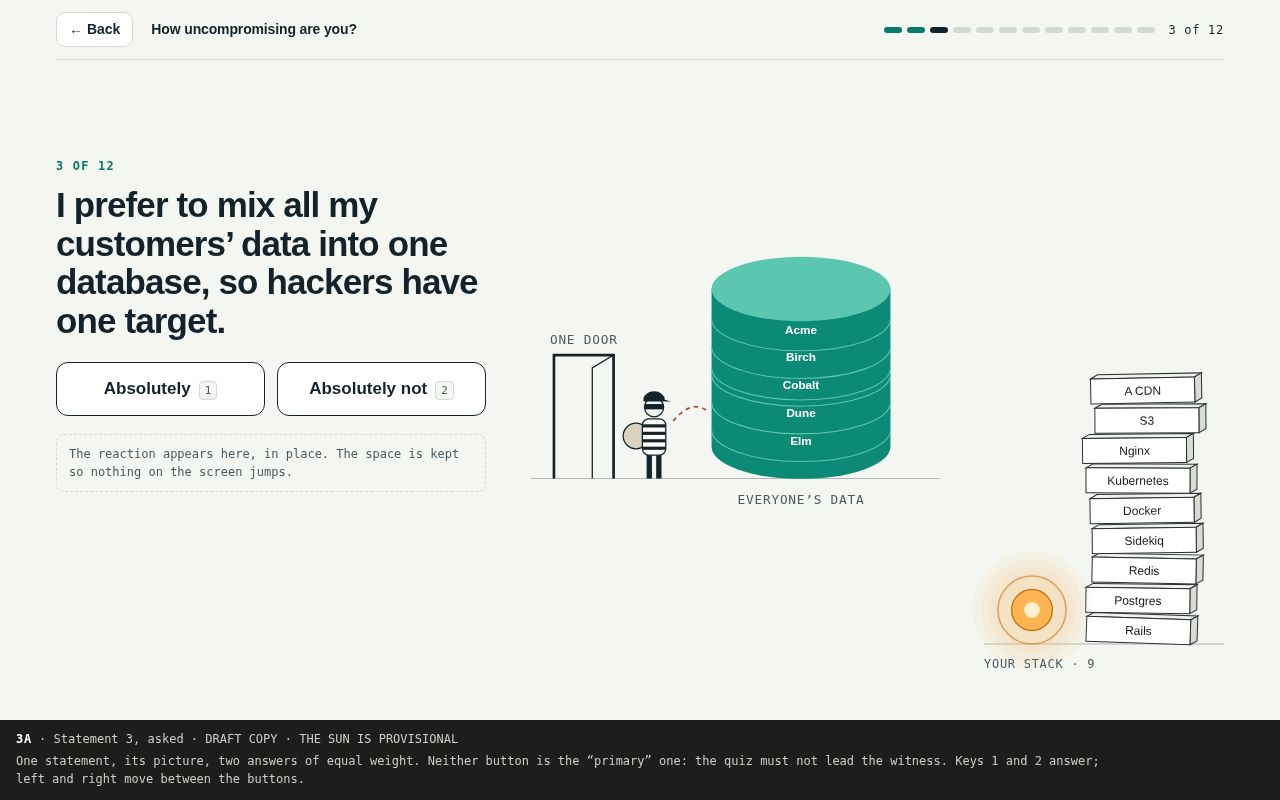 ← Back
How uncompromising are you?
3 of 12
3 OF 12
I prefer to mix all my
customers’ data into one
database, so hackers have
one target.
Absolutely 1
Absolutely not 2
The reaction appears here, in place. The space is kept
so nothing on the screen jumps.
ONE DOOR
Acme
Birch
Cobalt
Dune
Elm
EVERYONE’S DATA
A CDN
S3
Nginx
Kubernetes
Docker
Sidekiq
Redis
Postgres
Rails
YOUR STACK · 9
3A · Statement 3, asked · DRAFT COPY · THE SUN IS PROVISIONAL
One statement, its picture, two answers of equal weight. Neither button is the “primary” one: the quiz must not lead the witness. Keys 1 and 2 answer;
left and right move between the buttons.